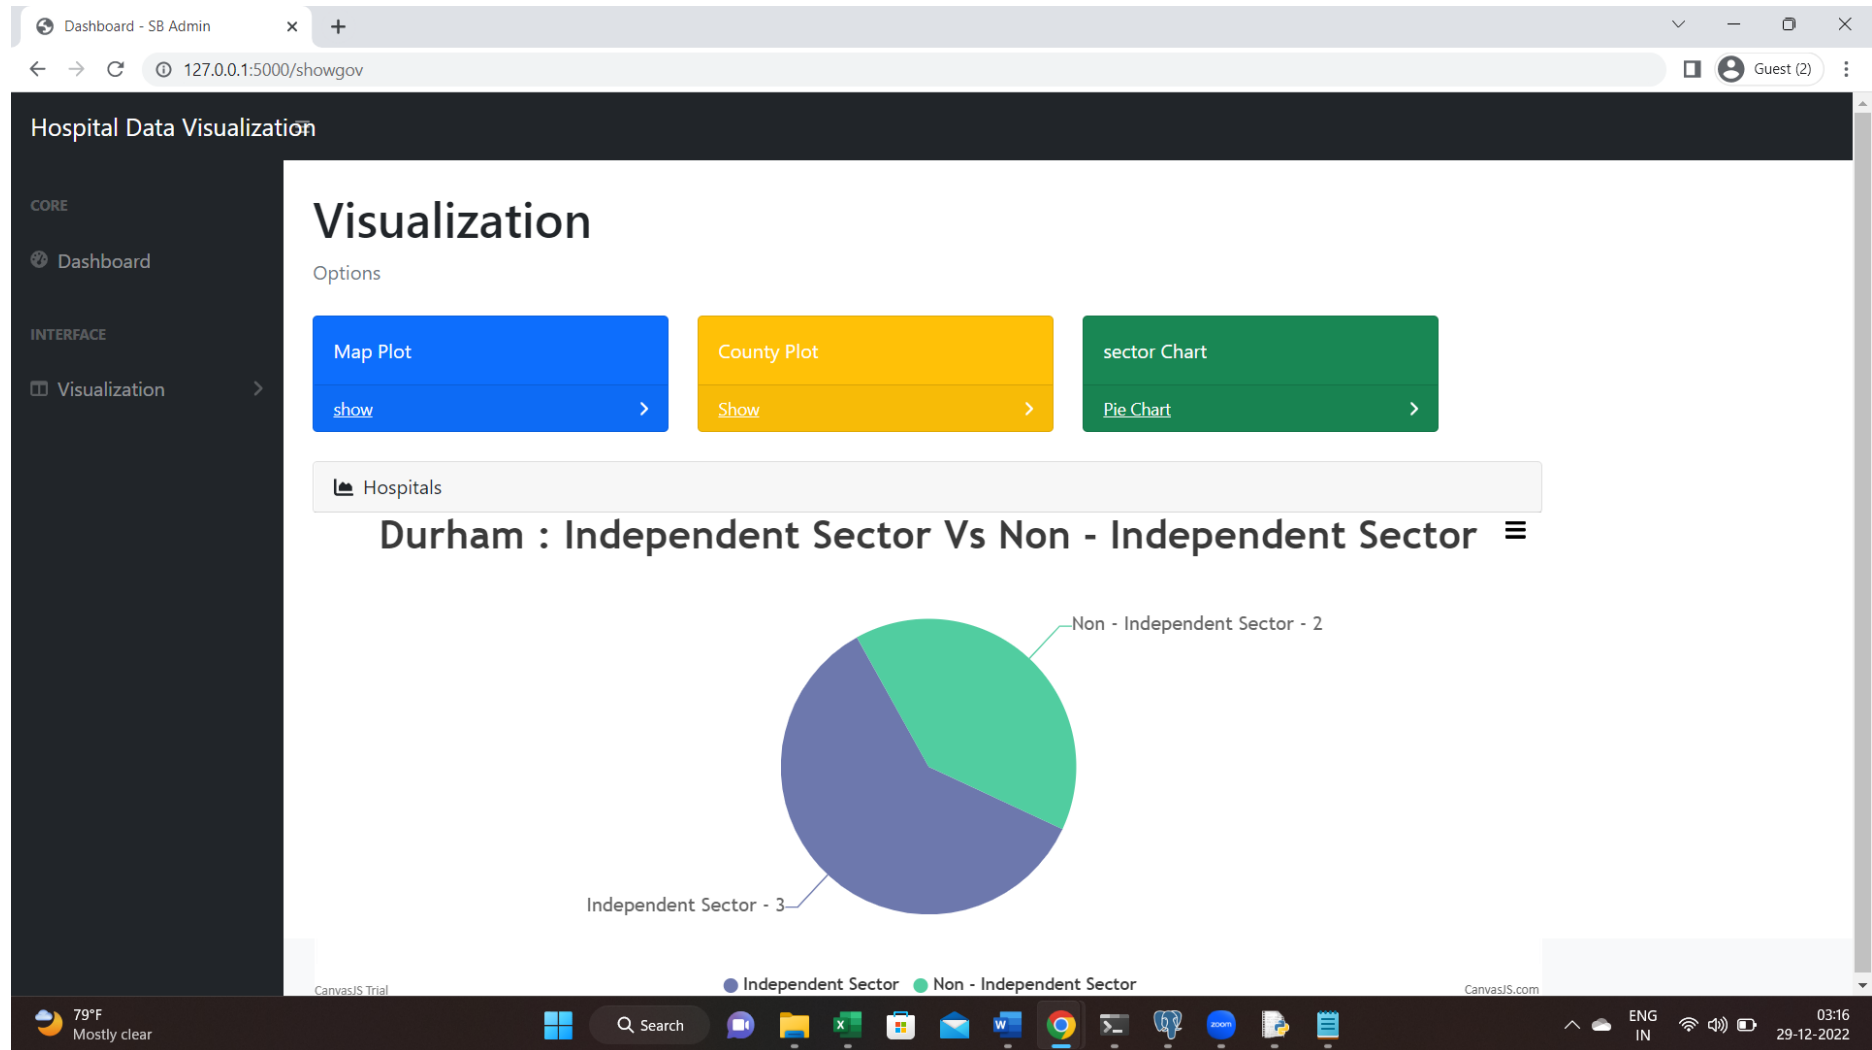 Dashboard - SB Admin
127.0.0.1:5000/showgov
Guest (2)
Hospital Data Visualization
CORE
Dashboard
INTERFACE
Visualization
Visualization
Options
Map Plot
show
County Plot
Show
sector Chart
Pie Chart
Hospitals
Durham : Independent Sector Vs Non - Independent Sector
Non - Independent Sector - 2
Independent Sector - 3
Independent Sector Non - Independent Sector
CanvasJS Trial
CanvasJS.com
79°F
Mostly clear
Search
zoom
ENG
IN
03:16
29-12-2022